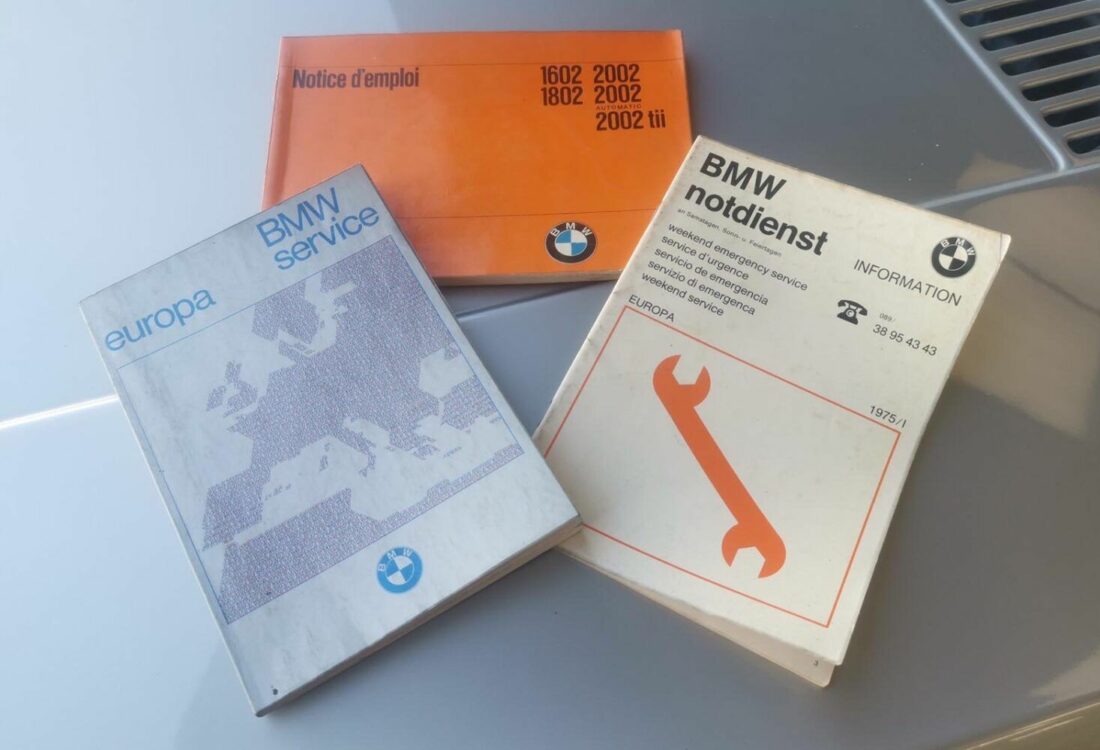 Notice d'emploi
1602 2002
1802 2002
AUTOMATIC
2002 tii
BMW
BMW
service
europa
BMW
BMW
notdienst
an Samstagen, Sonn- u. Feiertagen
weekend emergency service
service d'urgence
servicio de emergencia
servizio di emergenca
weekend service
BMW
INFORMATION
089/
38 95 43 43
EUROPA
1975/I
3